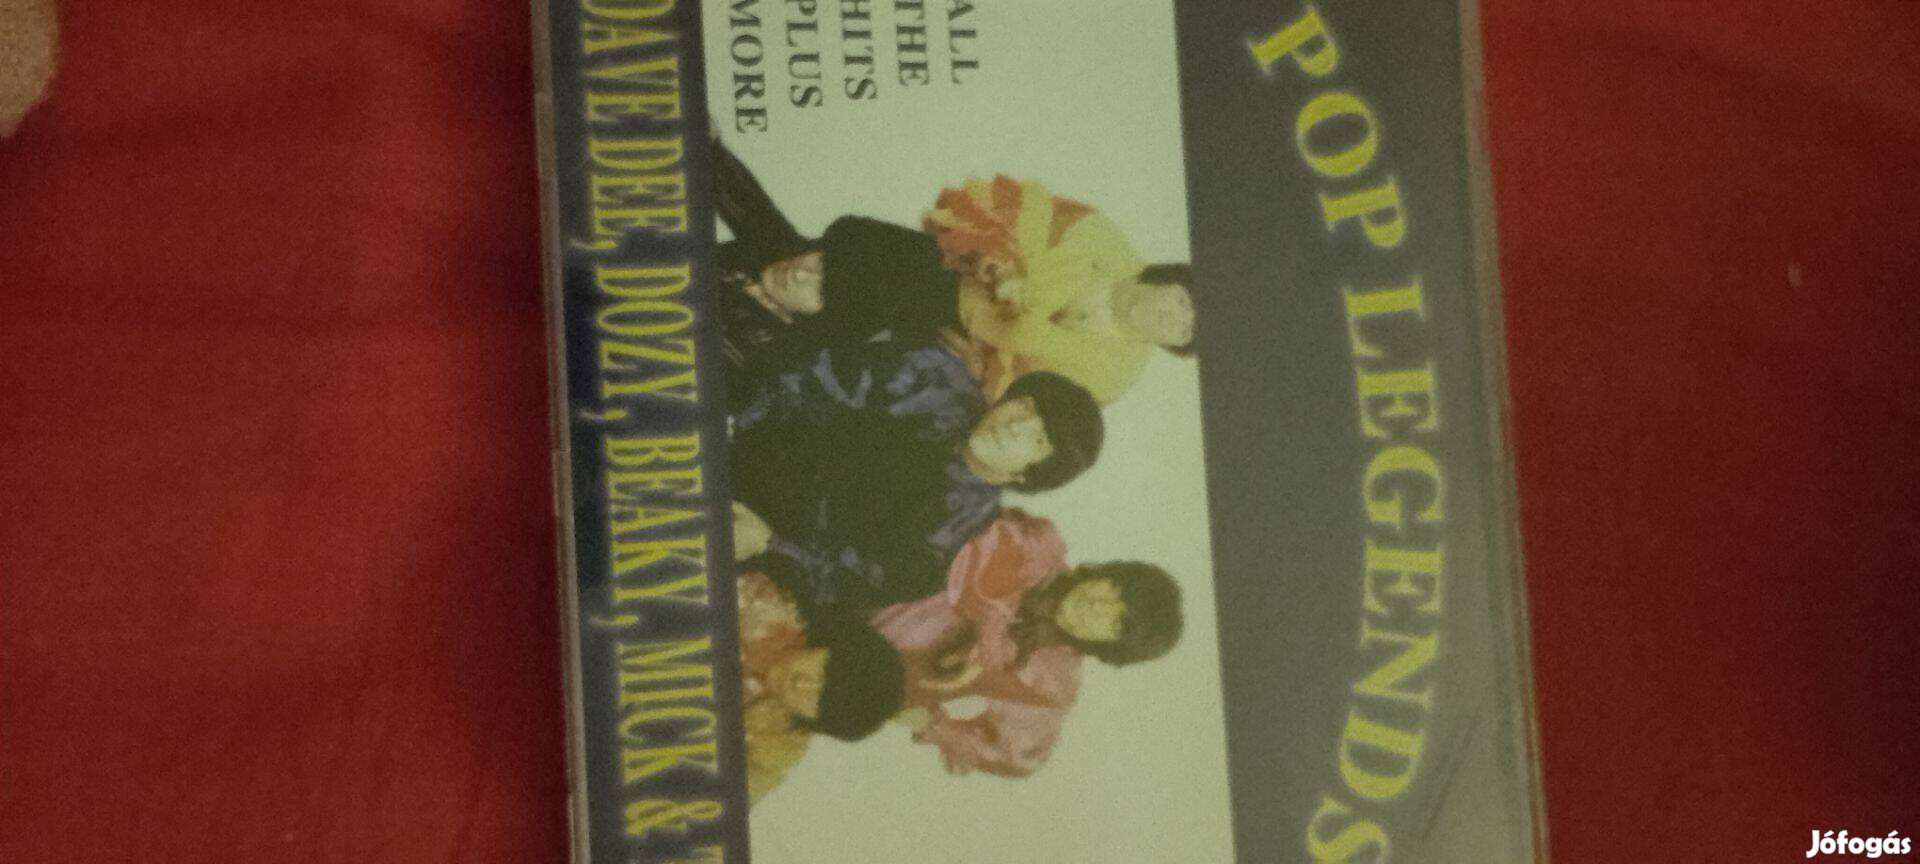 POP LEGENDS
ALL
THE
HITS
PLUS
MORE
DAVE DEE, DOZY, BEAKY, MICK & T
Jófogás